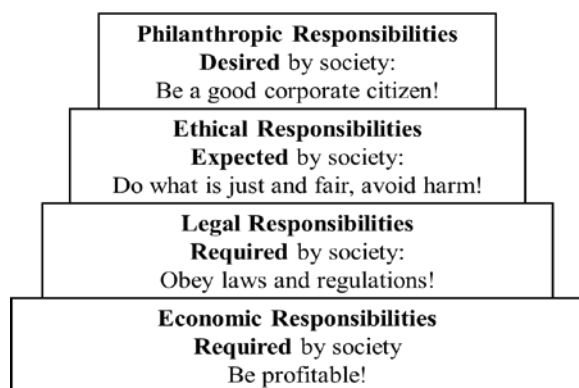 Philanthropic Responsibilities
Desired by society:
Be a good corporate citizen!
Ethical Responsibilities
Expected by society:
Do what is just and fair, avoid harm!
Legal Responsibilities
Required by society:
Obey laws and regulations!
Economic Responsibilities
Required by society
Be profitable!